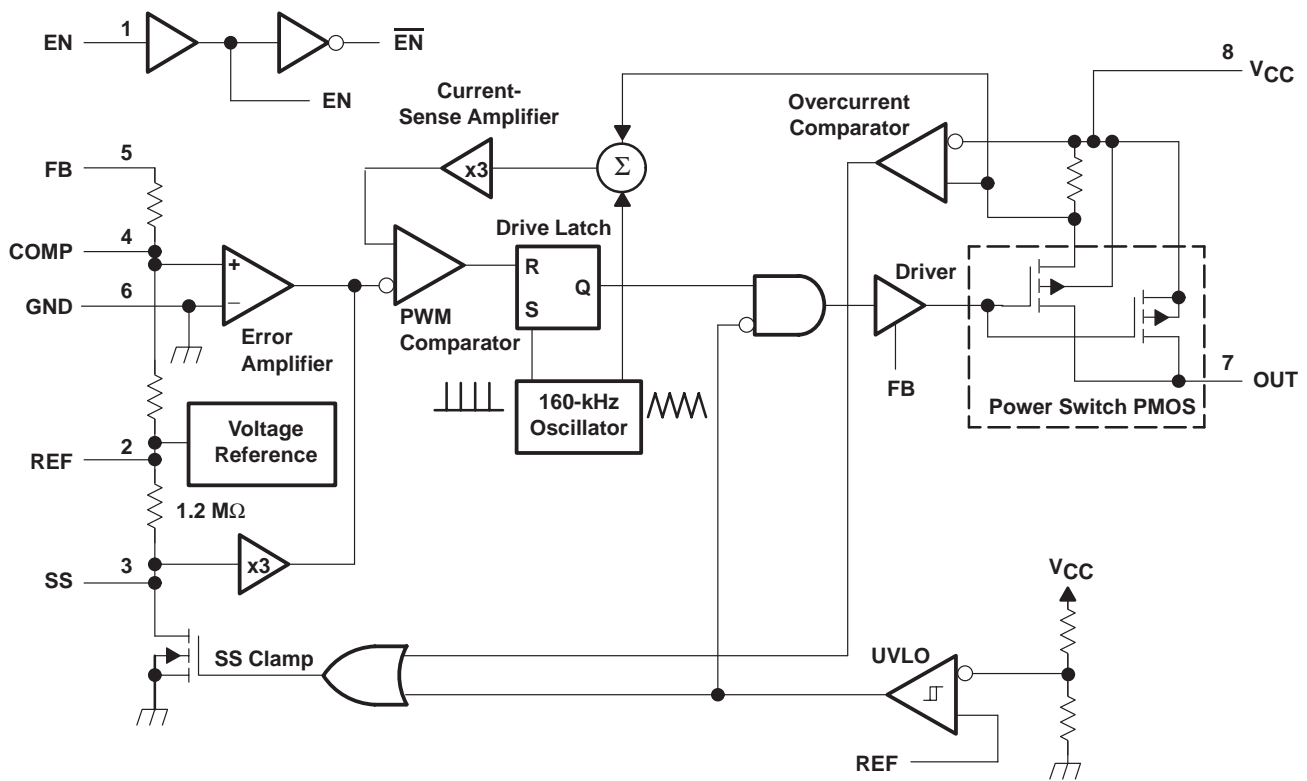 EN
1
EN
EN
8
VCC
Current-
Sense Amplifier
Overcurrent
Comparator
5
FB
x3
Σ
4
COMP
Drive Latch
+
R
Driver
6
GND
–
Q
S
Error
Amplifier
PWM
Comparator
FB
7
OUT
160-kHz
Oscillator
Power Switch PMOS
Voltage
Reference
2
REF
1.2 MΩ
3
SS
x3
VCC
SS Clamp
UVLO
REF